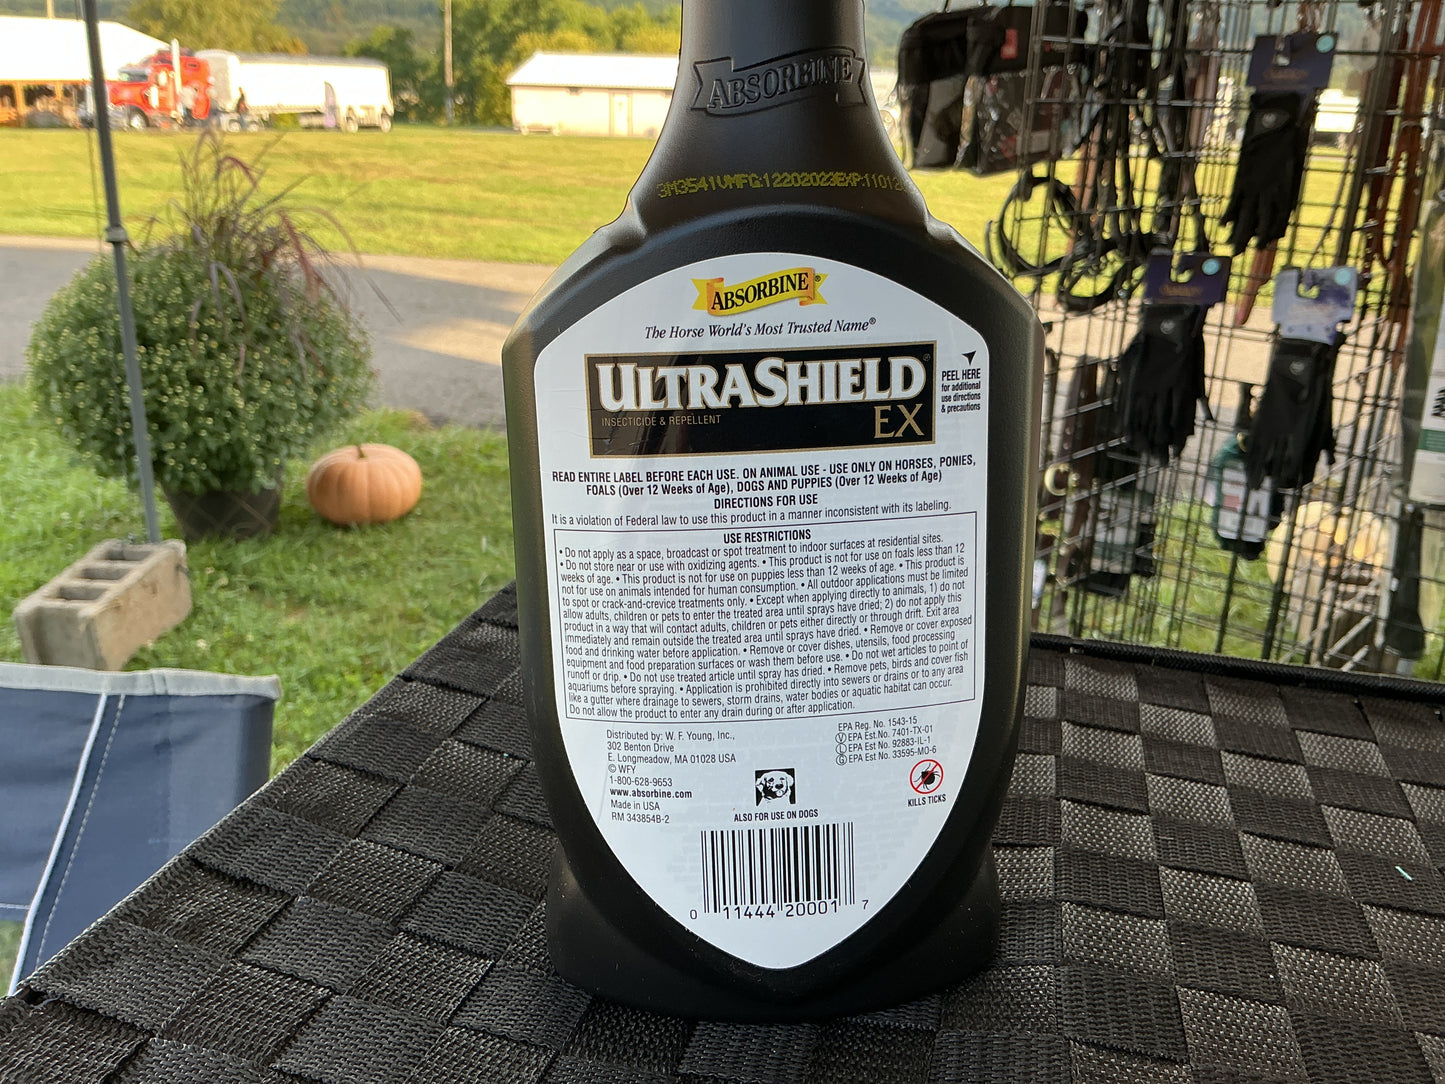 ABSORBINE
3M3541VMFG:12202023EXP:11012
ABSORBINE®
The Horse World's Most Trusted Name®
ULTRASHIELD®
EX
INSECTICIDE & REPELLENT
PEEL HERE
for additional
use directions
& precautions
READ ENTIRE LABEL BEFORE EACH USE. ON ANIMAL USE - USE ONLY ON HORSES, PONIES,
FOALS (Over 12 Weeks of Age), DOGS AND PUPPIES (Over 12 Weeks of Age)
DIRECTIONS FOR USE
It is a violation of Federal law to use this product in a manner inconsistent with its labeling.
USE RESTRICTIONS
• Do not apply as a space, broadcast or spot treatment to indoor surfaces at residential sites.
• Do not store near or use with oxidizing agents. • This product is not for use on foals less than 12
weeks of age. • This product is not for use on puppies less than 12 weeks of age. • This product is
not for use on animals intended for human consumption. • All outdoor applications must be limited
to spot or crack-and-crevice treatments only. • Except when applying directly to animals, 1) do not
allow adults, children or pets to enter the treated area until sprays have dried; 2) do not apply this
product in a way that will contact adults, children or pets either directly or through drift. Exit area
immediately and remain outside the treated area until sprays have dried. • Remove or cover exposed
food and drinking water before application. • Remove or cover dishes, utensils, food processing
equipment and food preparation surfaces or wash them before use. • Do not wet articles to point of
runoff or drip. • Do not use treated article until spray has dried. • Remove pets, birds and cover fish
aquariums before spraying. • Application is prohibited directly into sewers or drains or to any area
like a gutter where drainage to sewers, storm drains, water bodies or aquatic habitat can occur.
Do not allow the product to enter any drain during or after application.
Distributed by: W. F. Young, Inc.,
302 Benton Drive
E. Longmeadow, MA 01028 USA
© WFY
1-800-628-9653
www.absorbine.com
Made in USA
RM 343854B-2
EPA Reg. No. 1543-15
Ⓥ EPA Est.No. 7401-TX-01
Ⓛ EPA Est No. 92883-IL-1
Ⓖ EPA Est No. 33595-MO-6
ALSO FOR USE ON DOGS
KILLS TICKS
0 11444 20001 7